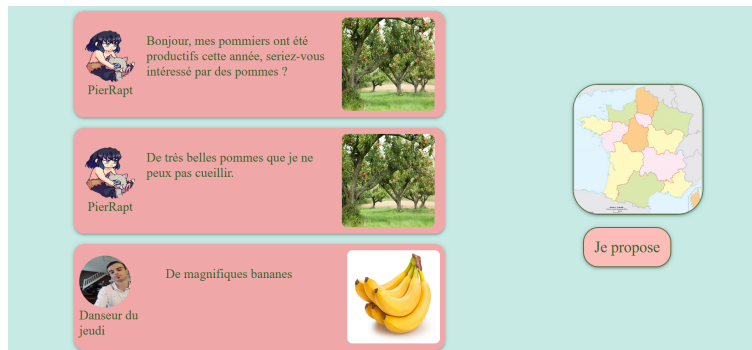 Bonjour, mes pommiers ont été
productifs cette année, seriez-vous
intéressé par des pommes ?
PierRapt
De très belles pommes que je ne
peux pas cueillir.
PierRapt
De magnifiques bananes
Danseur du
jeudi
Je propose